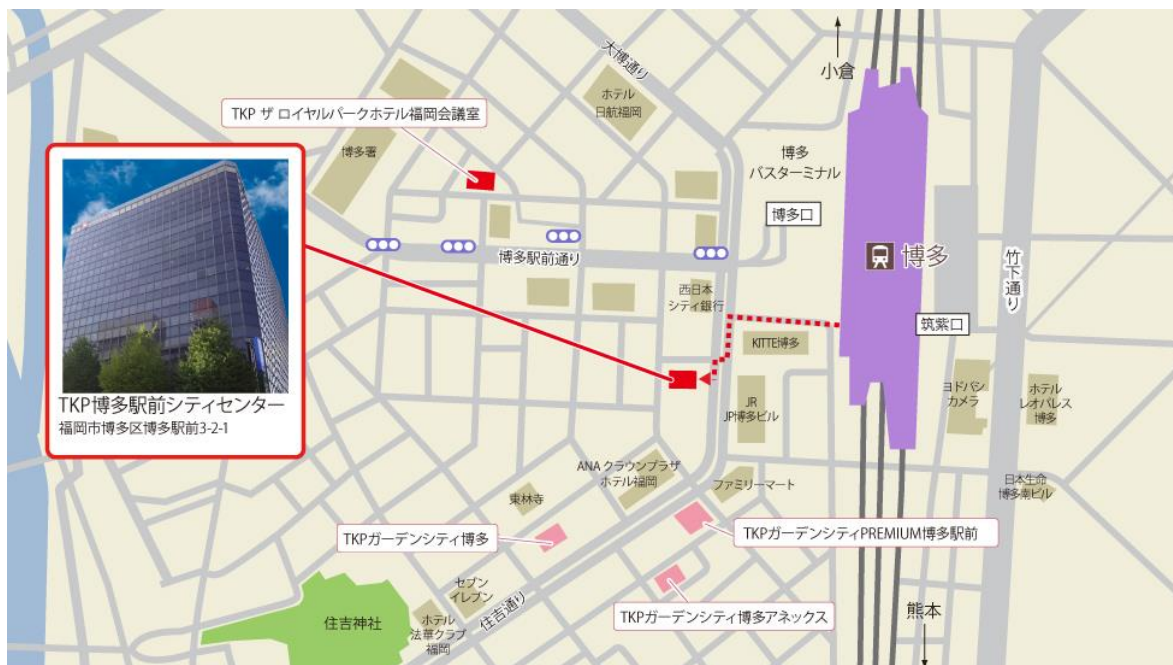 小倉
大博通り
ホテル
日航福岡
TKP ザ ロイヤルパークホテル福岡会議室
博多署
博多
バスターミナル
博多口
博多駅前通り
博多
竹下通り
西日本
シティ銀行
筑紫口
KITTE博多
TKP博多駅前シティセンター
福岡市博多区博多駅前3-2-1
JR
JP博多ビル
ヨドバシ
カメラ
ホテル
レオパレス
博多
ANA クラウンプラザ
ホテル福岡
ファミリーマート
日本生命
博多南ビル
東林寺
TKPガーデンシティ博多
TKPガーデンシティPREMIUM博多駅前
セブン
イレブン
住吉通り
TKPガーデンシティ博多アネックス
住吉神社
ホテル
法華クラブ
福岡
熊本